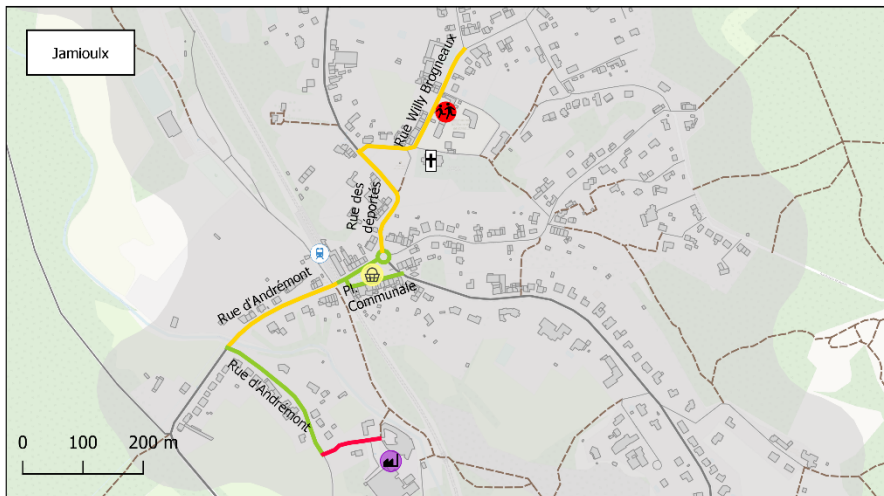 Jamioulx
Rue Willy Brogneaux
Rue des
déportés
Rue d'Andrémont
Pl.
Communale
Rue d'Andrémont
0 100 200 m